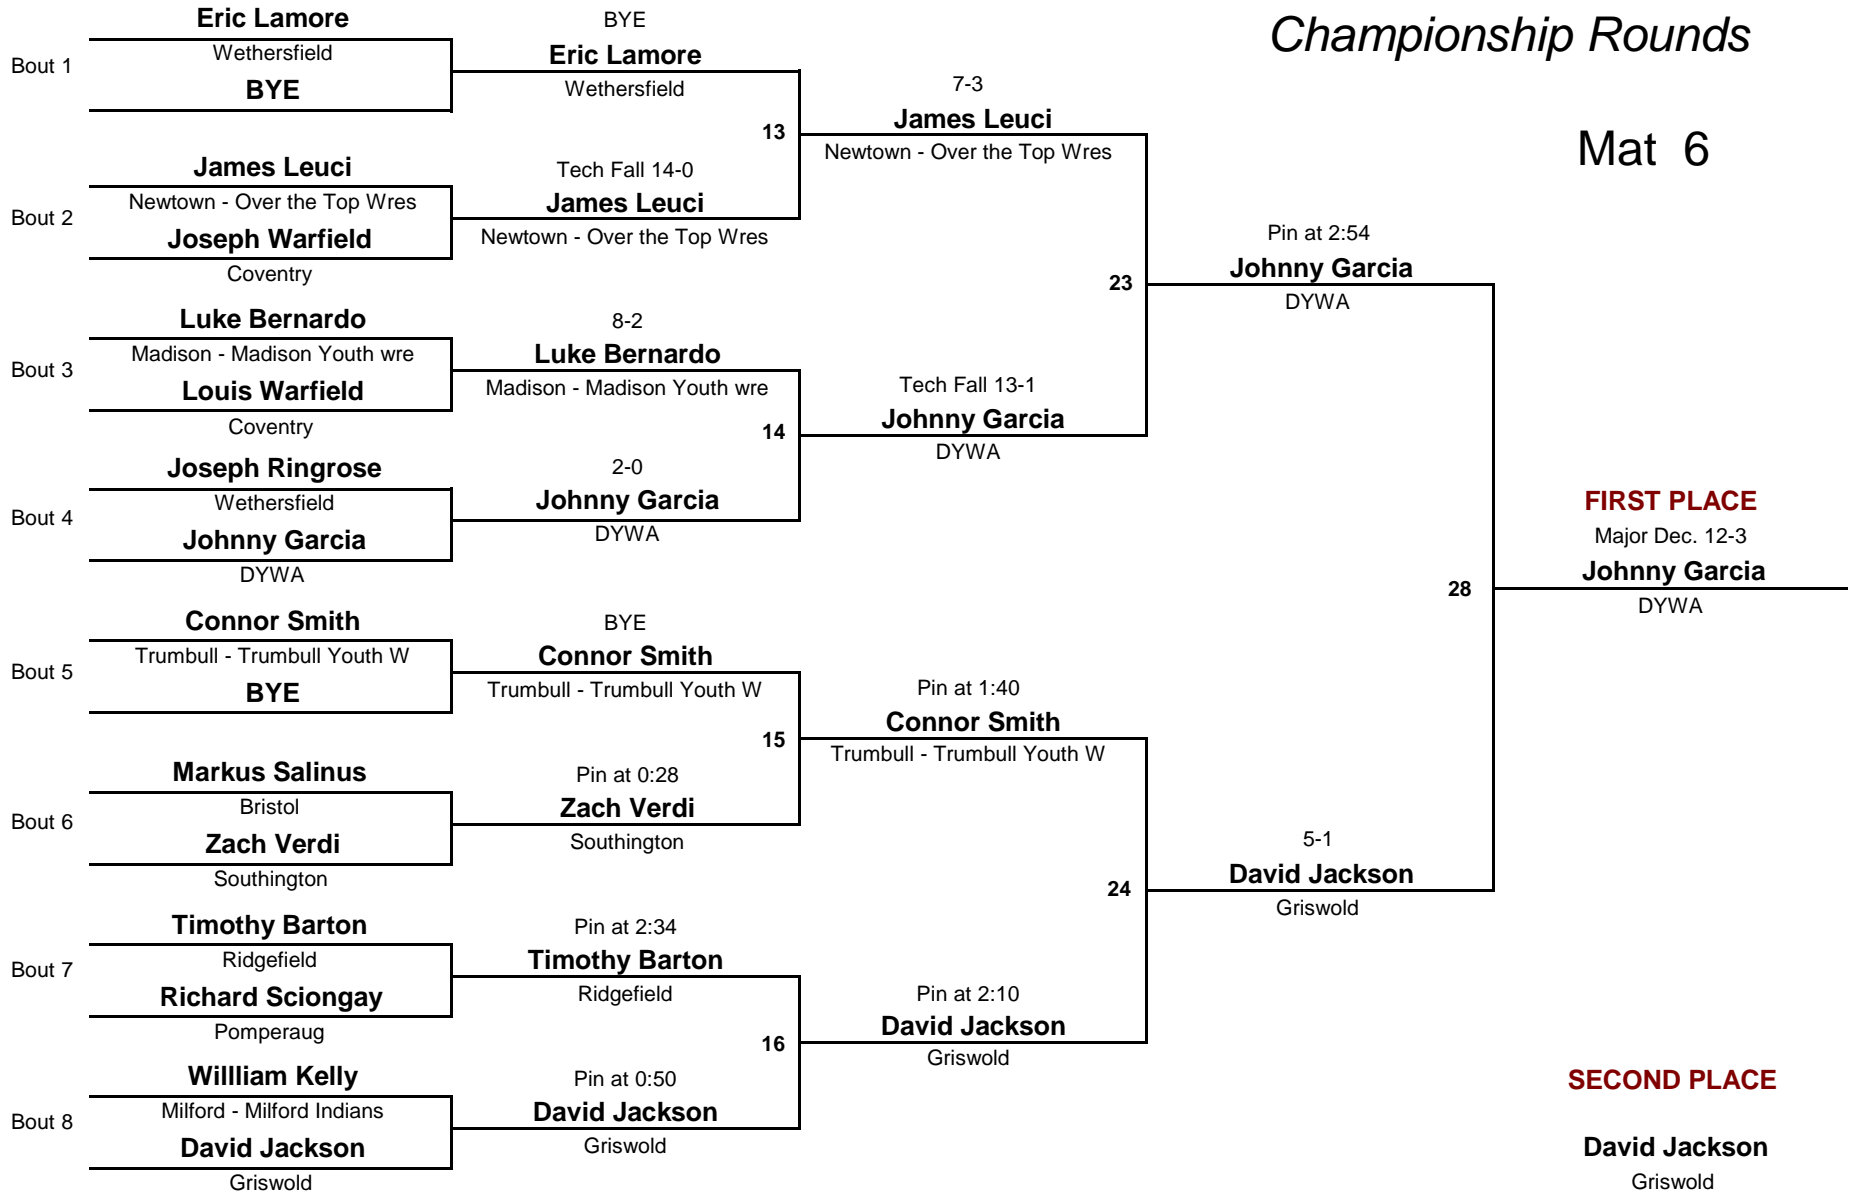 Championship Rounds
Mat 6
Bout 1
Eric Lamore
Wethersfield
BYE
Bout 2
James Leuci
Newtown - Over the Top Wres
Joseph Warfield
Coventry
Bout 3
Luke Bernardo
Madison - Madison Youth wre
Louis Warfield
Coventry
Bout 4
Joseph Ringrose
Wethersfield
Johnny Garcia
DYWA
Bout 5
Connor Smith
Trumbull - Trumbull Youth W
BYE
Bout 6
Markus Salinus
Bristol
Zach Verdi
Southington
Bout 7
Timothy Barton
Ridgefield
Richard Sciongay
Pomperaug
Bout 8
Willliam Kelly
Milford - Milford Indians
David Jackson
Griswold
BYE
Eric Lamore
Wethersfield
13
Tech Fall 14-0
James Leuci
Newtown - Over the Top Wres
8-2
Luke Bernardo
Madison - Madison Youth wre
14
2-0
Johnny Garcia
DYWA
BYE
Connor Smith
Trumbull - Trumbull Youth W
15
Pin at 0:28
Zach Verdi
Southington
Pin at 2:34
Timothy Barton
Ridgefield
16
Pin at 0:50
David Jackson
Griswold
7-3
James Leuci
Newtown - Over the Top Wres
23
Tech Fall 13-1
Johnny Garcia
DYWA
Pin at 1:40
Connor Smith
Trumbull - Trumbull Youth W
24
Pin at 2:10
David Jackson
Griswold
Pin at 2:54
Johnny Garcia
DYWA
28
5-1
David Jackson
Griswold
FIRST PLACE
Major Dec. 12-3
Johnny Garcia
DYWA
SECOND PLACE
David Jackson
Griswold